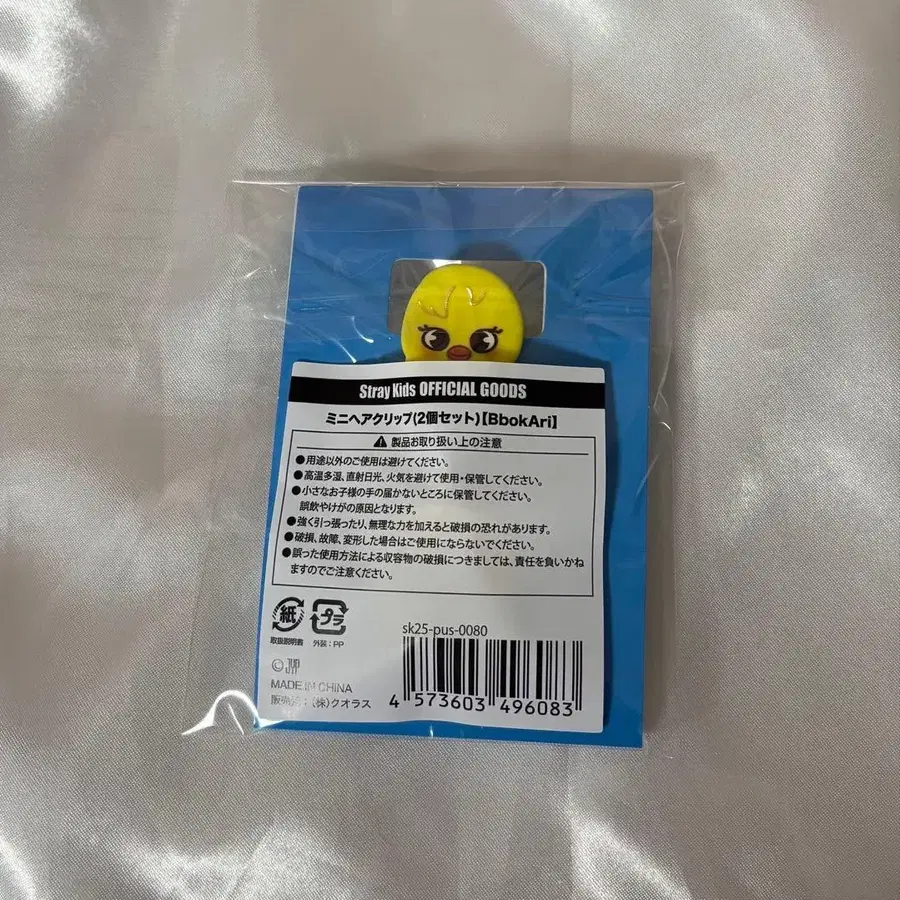 Stray Kids OFFICIAL GOODS
ミニヘアクリップ(2個セット)【BbokAri】
⚠製品お取り扱い上の注意
●用途以外のご使用は避けてください。
●高温多湿、直射日光、火気を避けて使用・保管してください。
●小さなお子様の手の届かないところに保管してください。
誤飲やけがの原因となります。
●強く引っ張ったり、無理な力を加えると破損の恐れがあります。
●破損、故障、変形した場合はご使用にならないでください。
●誤った使用方法による収容物の破損につきましては、責任を負いかね
ますのでご注意ください。
紙
プラ
取扱説明書
外装:PP
sk25-pus-0080
© JYP
MADE IN CHINA
販売元:(株)クオラス
4 573603 496083